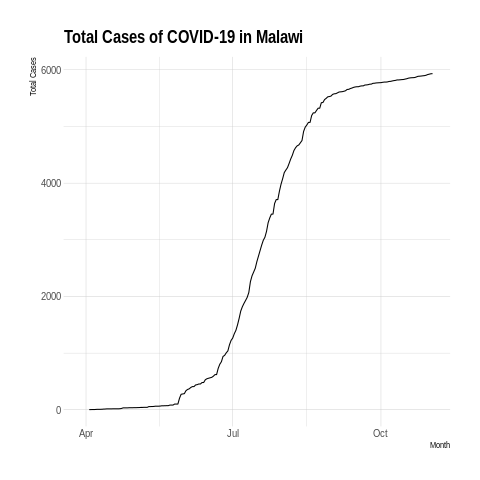 Total Cases of COVID-19 in Malawi
Total Cases
6000
4000
2000
0
Apr
Jul
Oct
Month